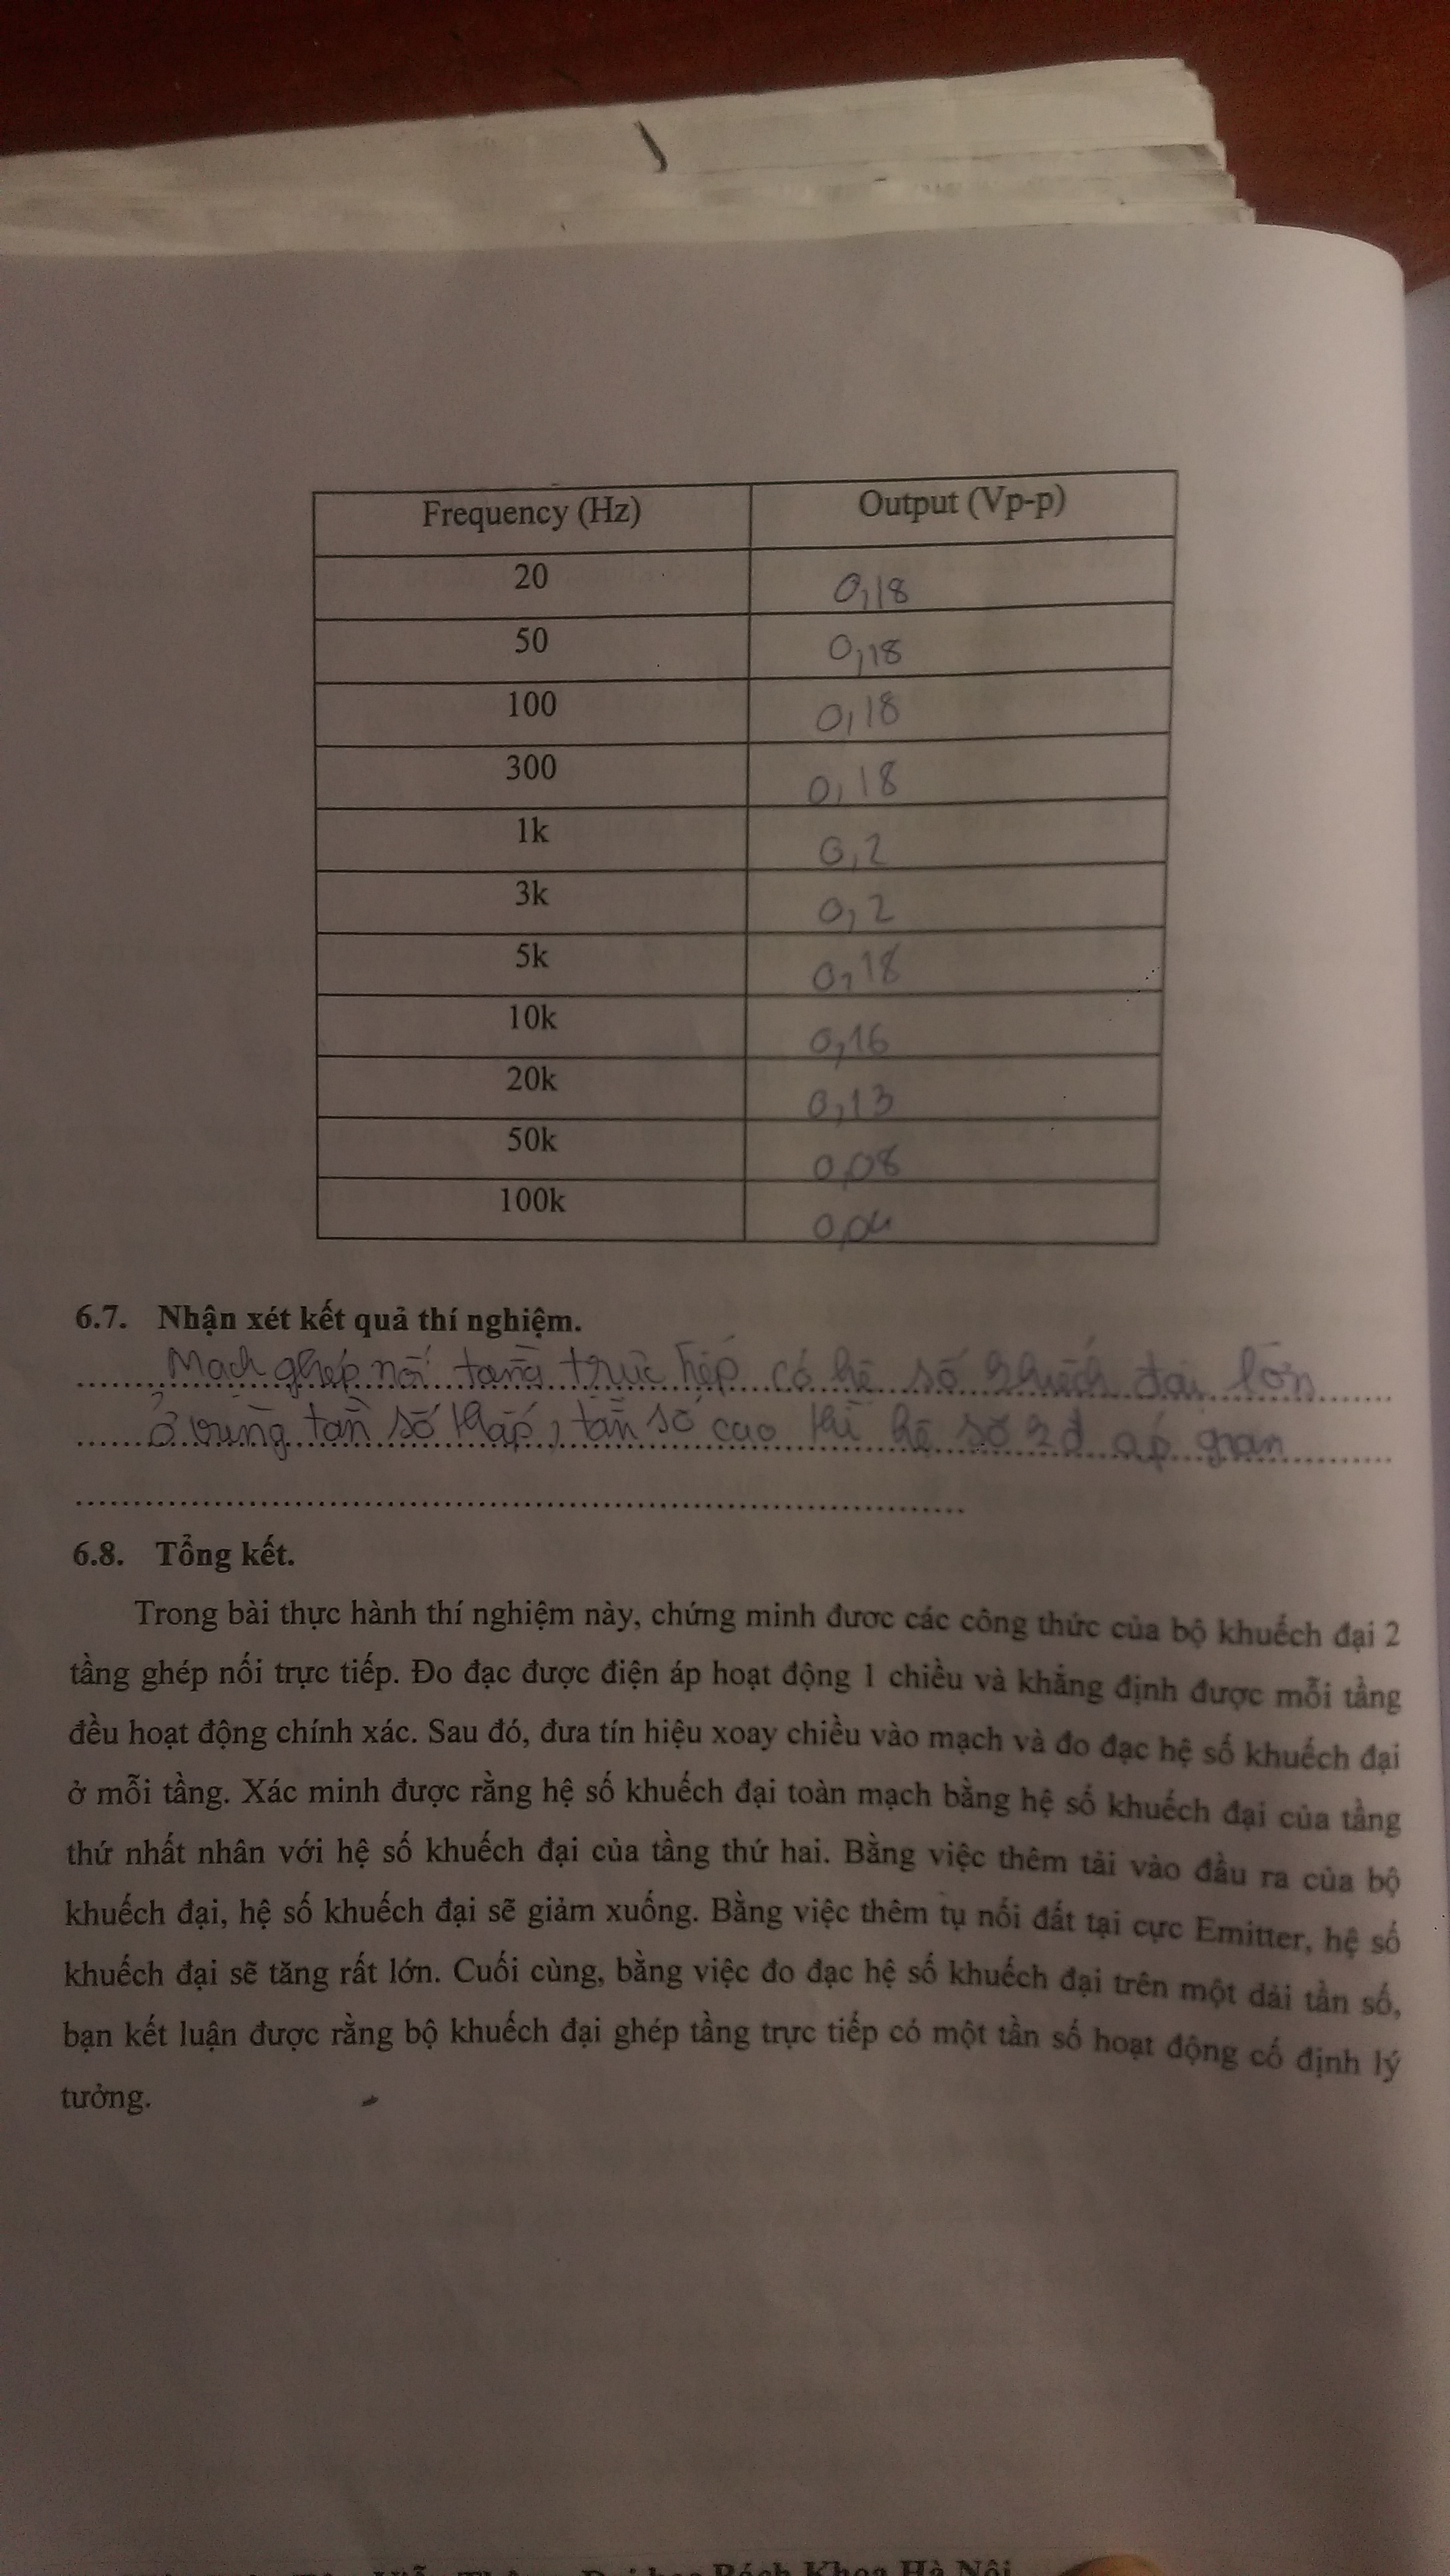 Frequency (Hz) Output (Vp-p)
20 0,18
50 0,18
100 0,18
300 0,18
1k 0,2
3k 0,2
5k 0,18
10k 0,16
20k 0,13
50k 0,08
100k 0,04
6.7. Nhận xét kết quả thí nghiệm.
Mạch ghép nối tầng trực tiếp có hệ số khuếch đại lớn
ở vùng tần số thấp, tần số cao thì hệ số kđ áp giảm
6.8. Tổng kết.
Trong bài thực hành thí nghiệm này, chứng minh đươc các công thức của bộ khuếch đại 2
tầng ghép nối trực tiếp. Đo đạc được điện áp hoạt động 1 chiều và khẳng định được mỗi tầng
đều hoạt động chính xác. Sau đó, đưa tín hiệu xoay chiều vào mạch và đo đạc hệ số khuếch đại
ở mỗi tầng. Xác minh được rằng hệ số khuếch đại toàn mạch bằng hệ số khuếch đại của tầng
thứ nhất nhân với hệ số khuếch đại của tầng thứ hai. Bằng việc thêm tải vào đầu ra của bộ
khuếch đại, hệ số khuếch đại sẽ giảm xuống. Bằng việc thêm tụ nối đất tại cực Emitter, hệ số
khuếch đại sẽ tăng rất lớn. Cuối cùng, bằng việc đo đạc hệ số khuếch đại trên một dải tần số,
bạn kết luận được rằng bộ khuếch đại ghép tầng trực tiếp có một tần số hoạt động cố định lý
tưởng.
Bách Khoa Hà Nội